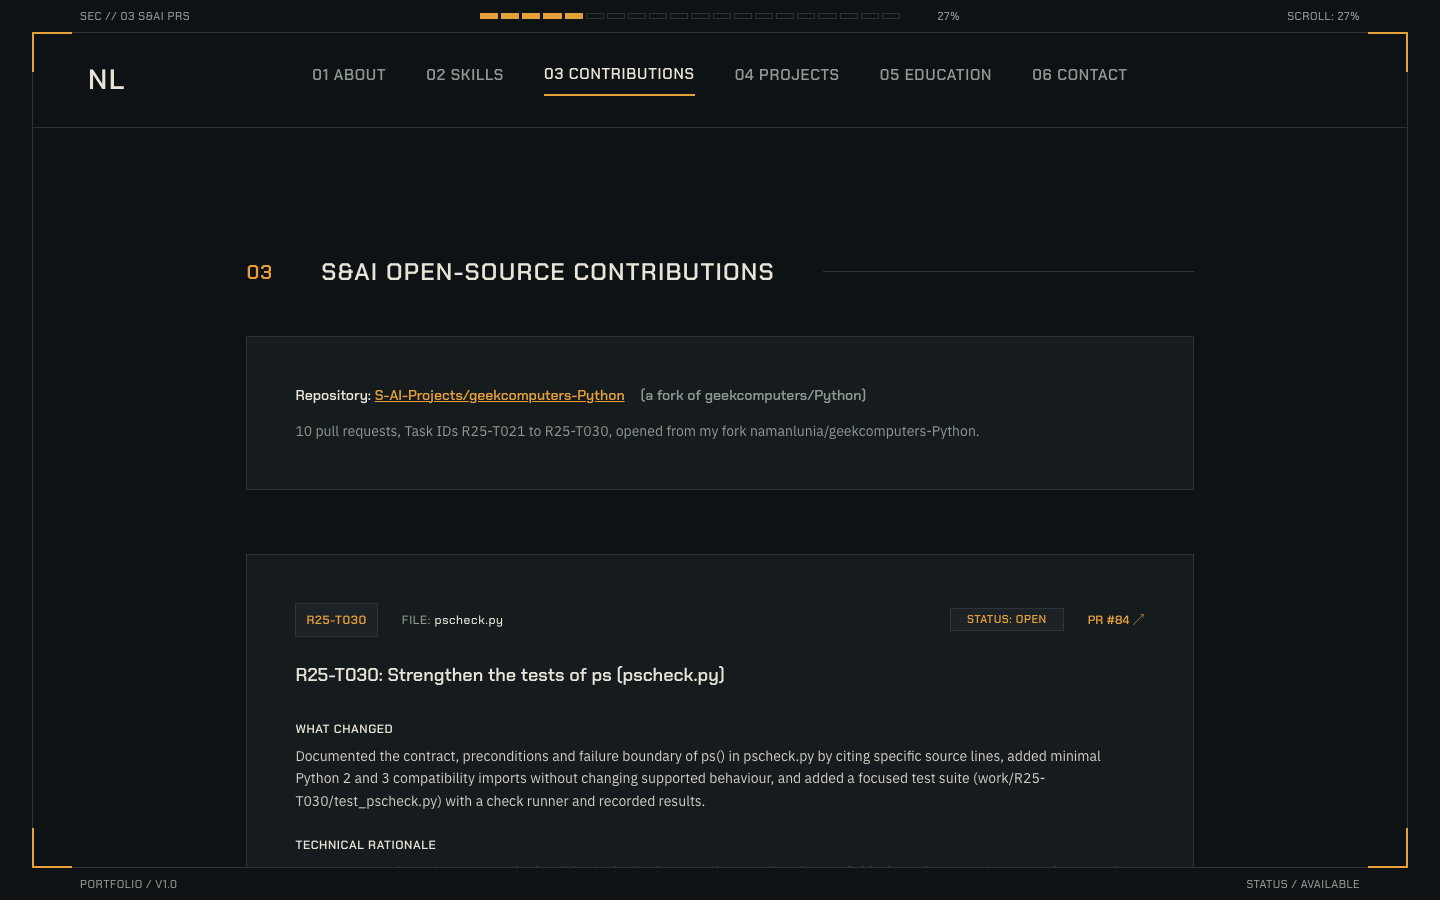 SEC // 03 S&AI PRS
27%
SCROLL: 27%
NL
01 ABOUT
02 SKILLS
03 CONTRIBUTIONS
04 PROJECTS
05 EDUCATION
06 CONTACT
03 S&AI OPEN-SOURCE CONTRIBUTIONS
Repository: S-AI-Projects/geekcomputers-Python (a fork of geekcomputers/Python)
10 pull requests, Task IDs R25-T021 to R25-T030, opened from my fork namanlunia/geekcomputers-Python.
R25-T030 FILE: pscheck.py STATUS: OPEN PR #84 ↗
R25-T030: Strengthen the tests of ps (pscheck.py)
WHAT CHANGED
Documented the contract, preconditions and failure boundary of ps() in pscheck.py by citing specific source lines, added minimal
Python 2 and 3 compatibility imports without changing supported behaviour, and added a focused test suite (work/R25-
T030/test_pscheck.py) with a check runner and recorded results.
TECHNICAL RATIONALE
PORTFOLIO / V1.0
STATUS / AVAILABLE